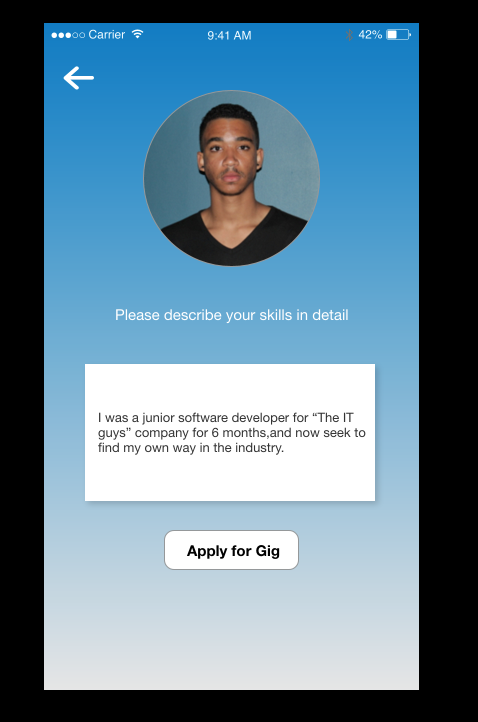 ●●●○○ Carrier 9:41 AM 42%
Please describe your skills in detail
I was a junior software developer for “The IT
guys” company for 6 months,and now seek to
find my own way in the industry.
Apply for Gig